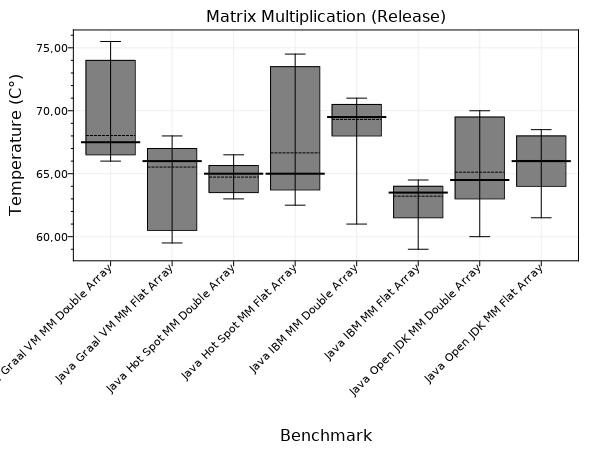 Matrix Multiplication (Release)
Temperature (C°)
75,00
70,00
65,00
60,00
Graal VM MM Double Array
Java Graal VM MM Flat Array
Java Hot Spot MM Double Array
Java Hot Spot MM Flat Array
Java IBM MM Double Array
Java IBM MM Flat Array
Java Open JDK MM Double Array
Java Open JDK MM Flat Array
Benchmark